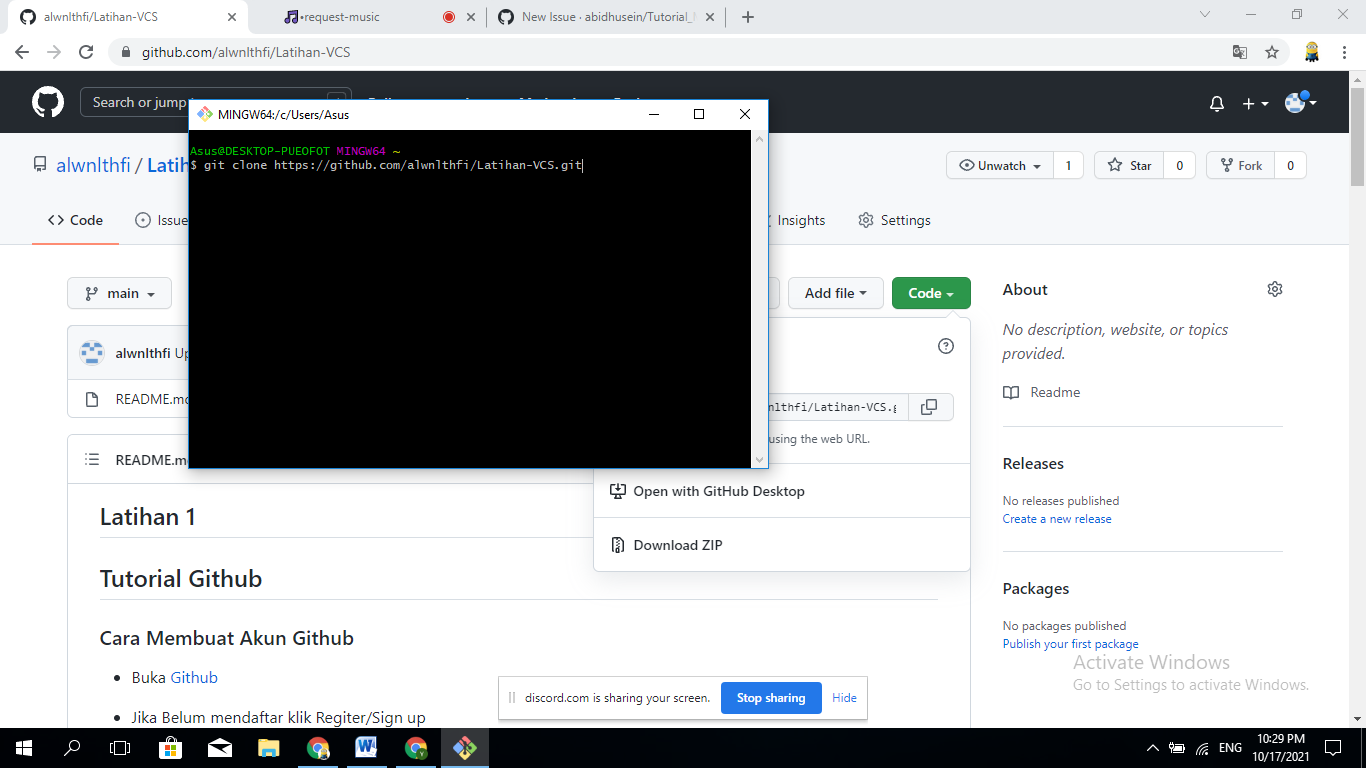 alwnlthfi/Latihan-VCS
•request-music
New Issue · abidhusein/Tutorial_
github.com/alwnlthfi/Latihan-VCS
Search or jump
MINGW64:/c/Users/Asus
Asus@DESKTOP-PUEOFOT MINGW64 ~
$ git clone https://github.com/alwnlthfi/Latihan-VCS.git
alwnlthfi / Latih
Unwatch 1
Star 0
Fork 0
Code
Issue
Insights
Settings
main
Add file
Code
About
No description, website, or topics
provided.
Readme
alwnlthfi Up
README.md
nlthfi/Latihan-VCS.g
using the web URL.
README.m
Open with GitHub Desktop
Download ZIP
Releases
No releases published
Create a new release
Packages
No packages published
Publish your first package
Latihan 1
Tutorial Github
Cara Membuat Akun Github
• Buka Github
• Jika Belum mendaftar klik Regiter/Sign up
discord.com is sharing your screen.
Stop sharing
Hide
Activate Windows
Go to Settings to activate Windows.
ENG
10:29 PM
10/17/2021